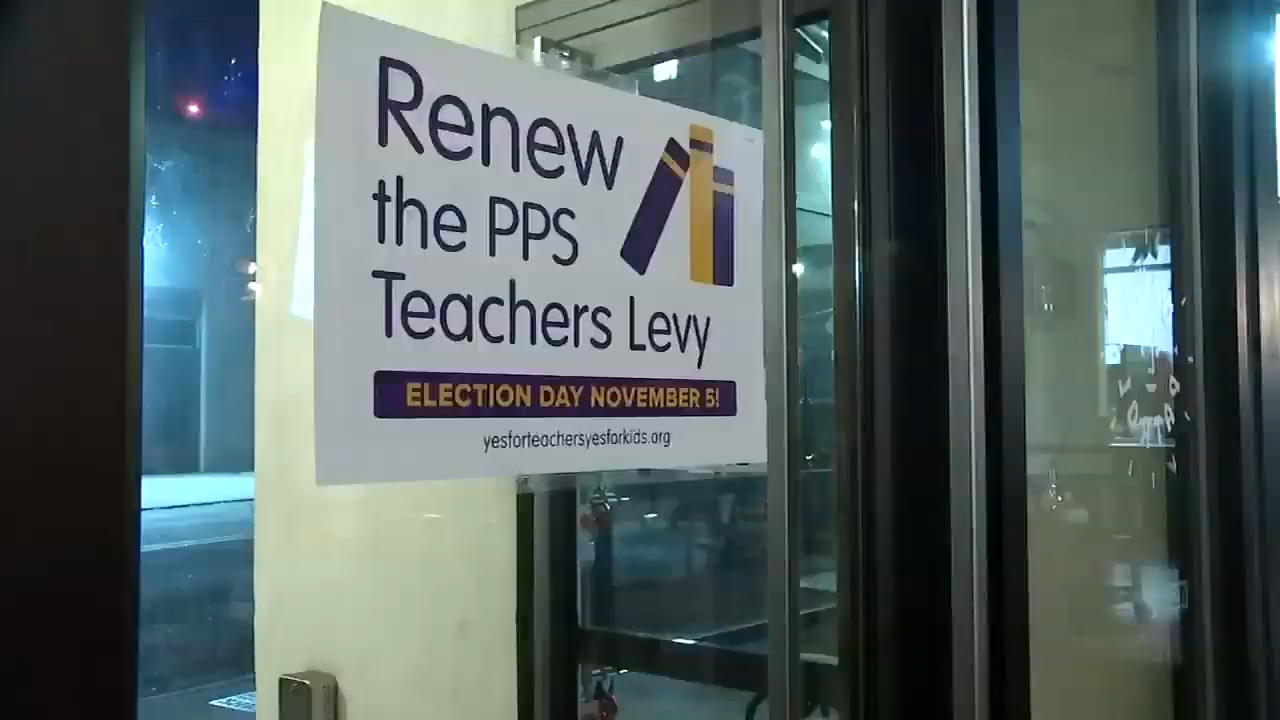 Renew
the PPS
Teachers Levy
ELECTION DAY NOVEMBER 5!
yesforteachersyesforkids.org